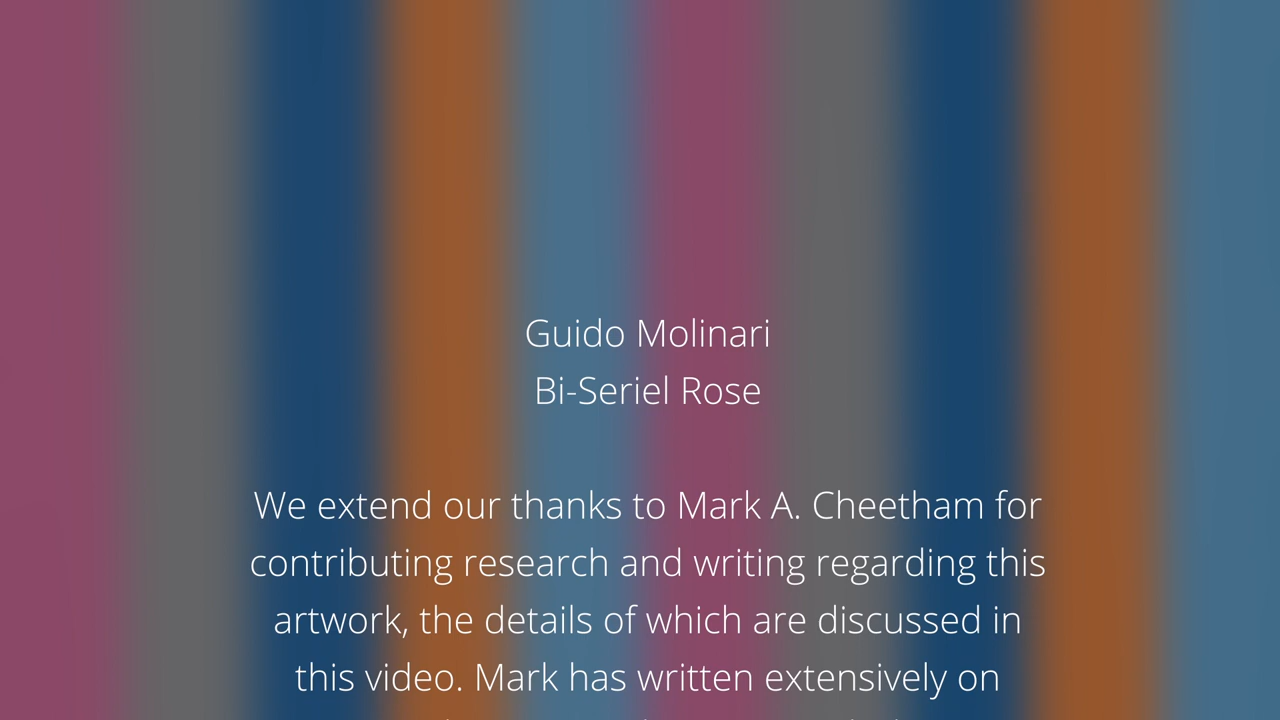 Guido Molinari
Bi-Seriel Rose
We extend our thanks to Mark A. Cheetham for
contributing research and writing regarding this
artwork, the details of which are discussed in
this video. Mark has written extensively on